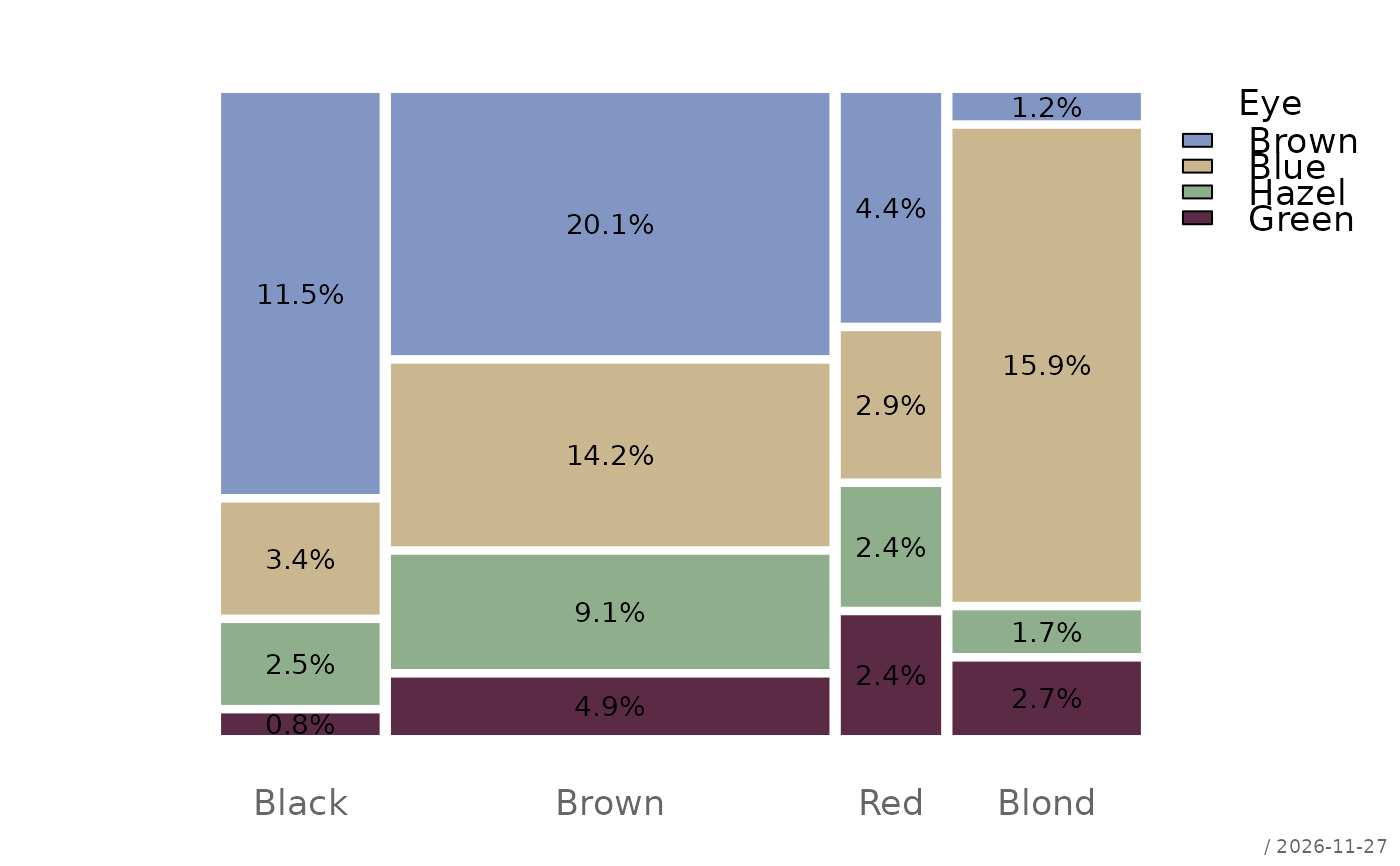 Eye
Brown
Blue
Hazel
Green
1.2%
20.1%
4.4%
11.5%
15.9%
2.9%
14.2%
2.4%
3.4%
9.1%
1.7%
2.5%
2.4%
2.7%
4.9%
0.8%
Black Brown Red Blond
/ 2026-11-27